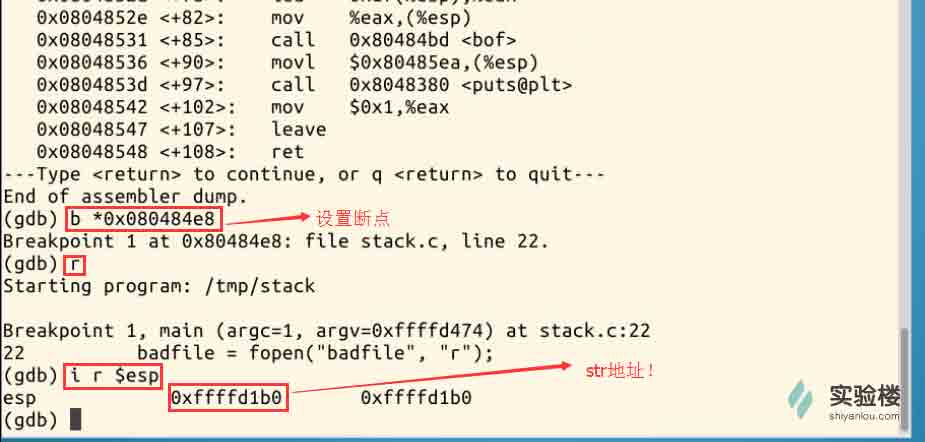 0x0804852e <+82>: mov %eax,(%esp)
0x08048531 <+85>: call 0x80484bd <bof>
0x08048536 <+90>: movl $0x80485ea,(%esp)
0x0804853d <+97>: call 0x8048380 <puts@plt>
0x08048542 <+102>: mov $0x1,%eax
0x08048547 <+107>: leave
0x08048548 <+108>: ret
---Type <return> to continue, or q <return> to quit---
End of assembler dump.
(gdb) b *0x080484e8 设置断点
Breakpoint 1 at 0x80484e8: file stack.c, line 22.
(gdb) r
Starting program: /tmp/stack
Breakpoint 1, main (argc=1, argv=0xffffd474) at stack.c:22
22 badfile = fopen("badfile", "r");
(gdb) i r $esp str地址！
esp 0xffffd1b0 0xffffd1b0
(gdb)
实验楼
shiyanlou.com